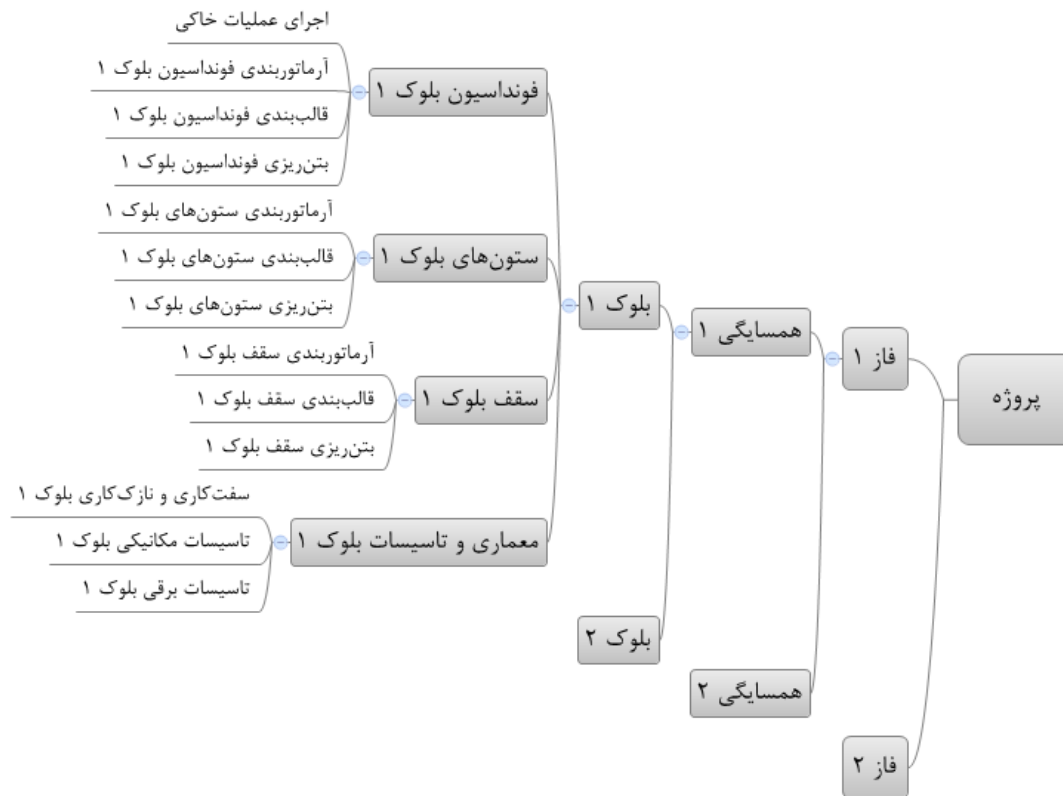 پروژه
فاز ۱
همسایگی ۱
بلوک ۱
فونداسیون بلوک ۱
اجرای عملیات خاکی
آرماتوربندی فونداسیون بلوک ۱
قالب‌بندی فونداسیون بلوک ۱
بتن‌ریزی فونداسیون بلوک ۱
ستون‌های بلوک ۱
آرماتوربندی ستون‌های بلوک ۱
قالب‌بندی ستون‌های بلوک ۱
بتن‌ریزی ستون‌های بلوک ۱
سقف بلوک ۱
آرماتوربندی سقف بلوک ۱
قالب‌بندی سقف بلوک ۱
بتن‌ریزی سقف بلوک ۱
معماری و تاسیسات بلوک ۱
سفت‌کاری و نازک‌کاری بلوک ۱
تاسیسات مکانیکی بلوک ۱
تاسیسات برقی بلوک ۱
بلوک ۲
همسایگی ۲
فاز ۲